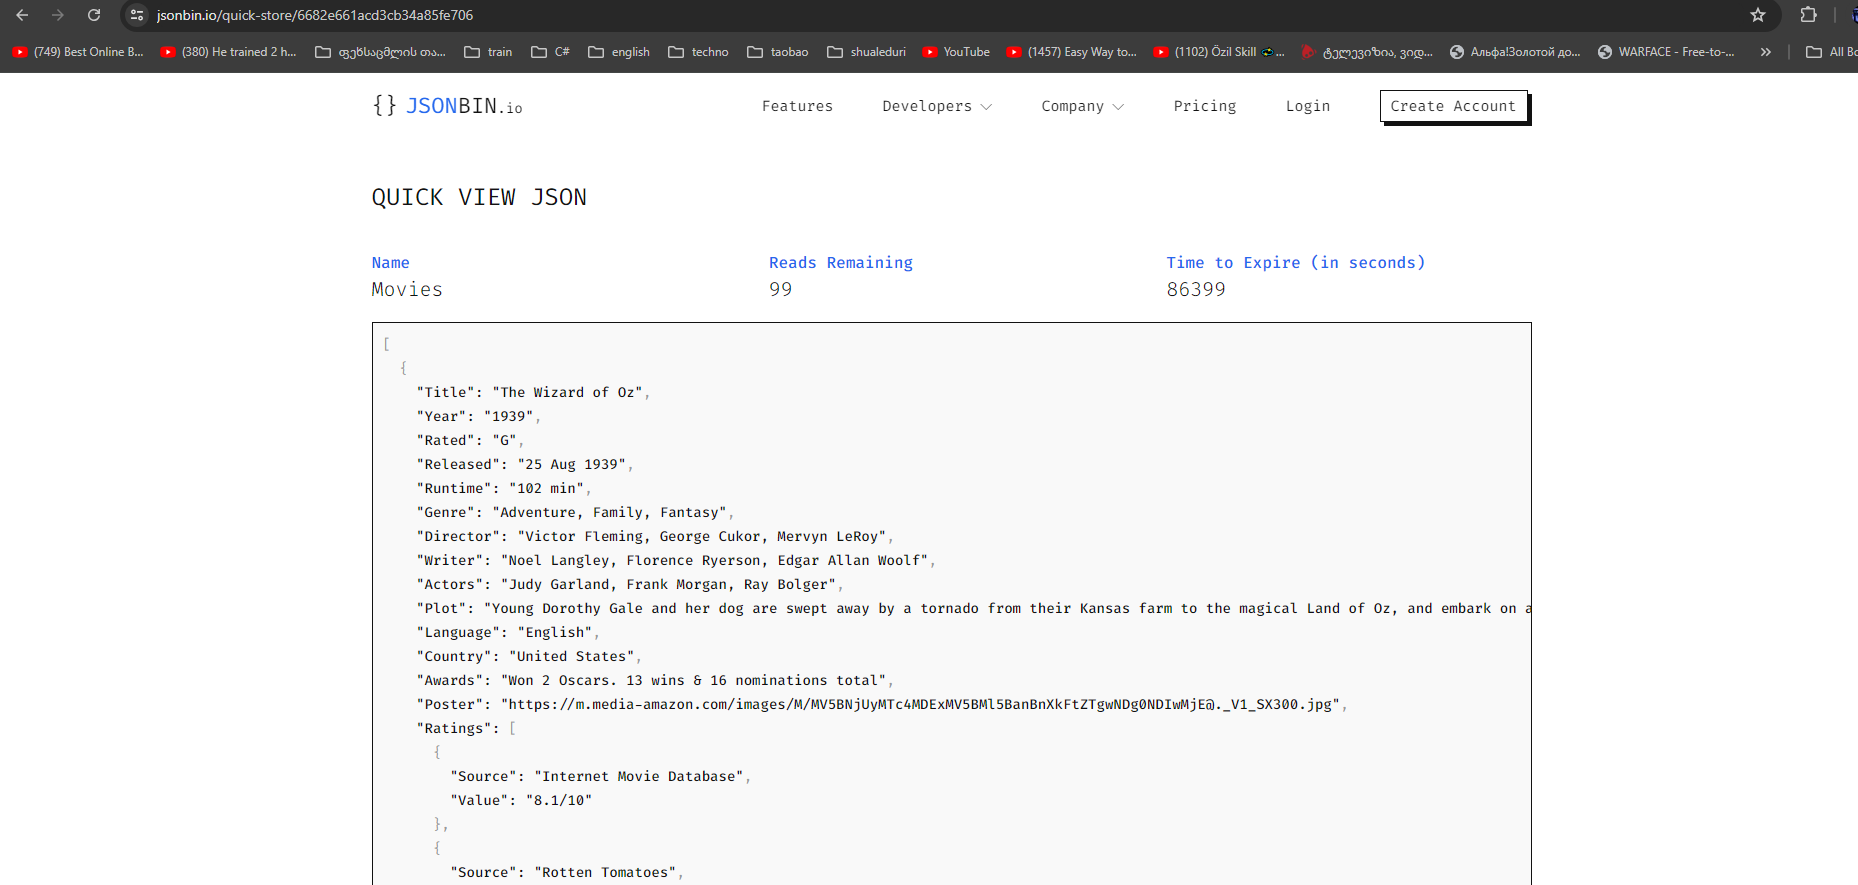 jsonbin.io/quick-store/6682e661acd3cb34a85fe706
(749) Best Online B... (380) He trained 2 h... ფეხსაცმლის თა... train C# english techno taobao shualeduri YouTube (1457) Easy Way to... (1102) Özil Skill ... ტელევიზია, ვიდ... Альфа!Золотой до... WARFACE - Free-to-... » All Bo
{} JSONBIN.io Features Developers Company Pricing Login Create Account
QUICK VIEW JSON
Name Reads Remaining Time to Expire (in seconds)
Movies 99 86399
[
{
"Title": "The Wizard of Oz",
"Year": "1939",
"Rated": "G",
"Released": "25 Aug 1939",
"Runtime": "102 min",
"Genre": "Adventure, Family, Fantasy",
"Director": "Victor Fleming, George Cukor, Mervyn LeRoy",
"Writer": "Noel Langley, Florence Ryerson, Edgar Allan Woolf",
"Actors": "Judy Garland, Frank Morgan, Ray Bolger",
"Plot": "Young Dorothy Gale and her dog are swept away by a tornado from their Kansas farm to the magical Land of Oz, and embark on a
"Language": "English",
"Country": "United States",
"Awards": "Won 2 Oscars. 13 wins & 16 nominations total",
"Poster": "https://m.media-amazon.com/images/M/MV5BNjUyMTc4MDExMV5BMl5BanBnXkFtZTgwNDg0NDIwMjE@._V1_SX300.jpg",
"Ratings": [
{
"Source": "Internet Movie Database",
"Value": "8.1/10"
},
{
"Source": "Rotten Tomatoes",